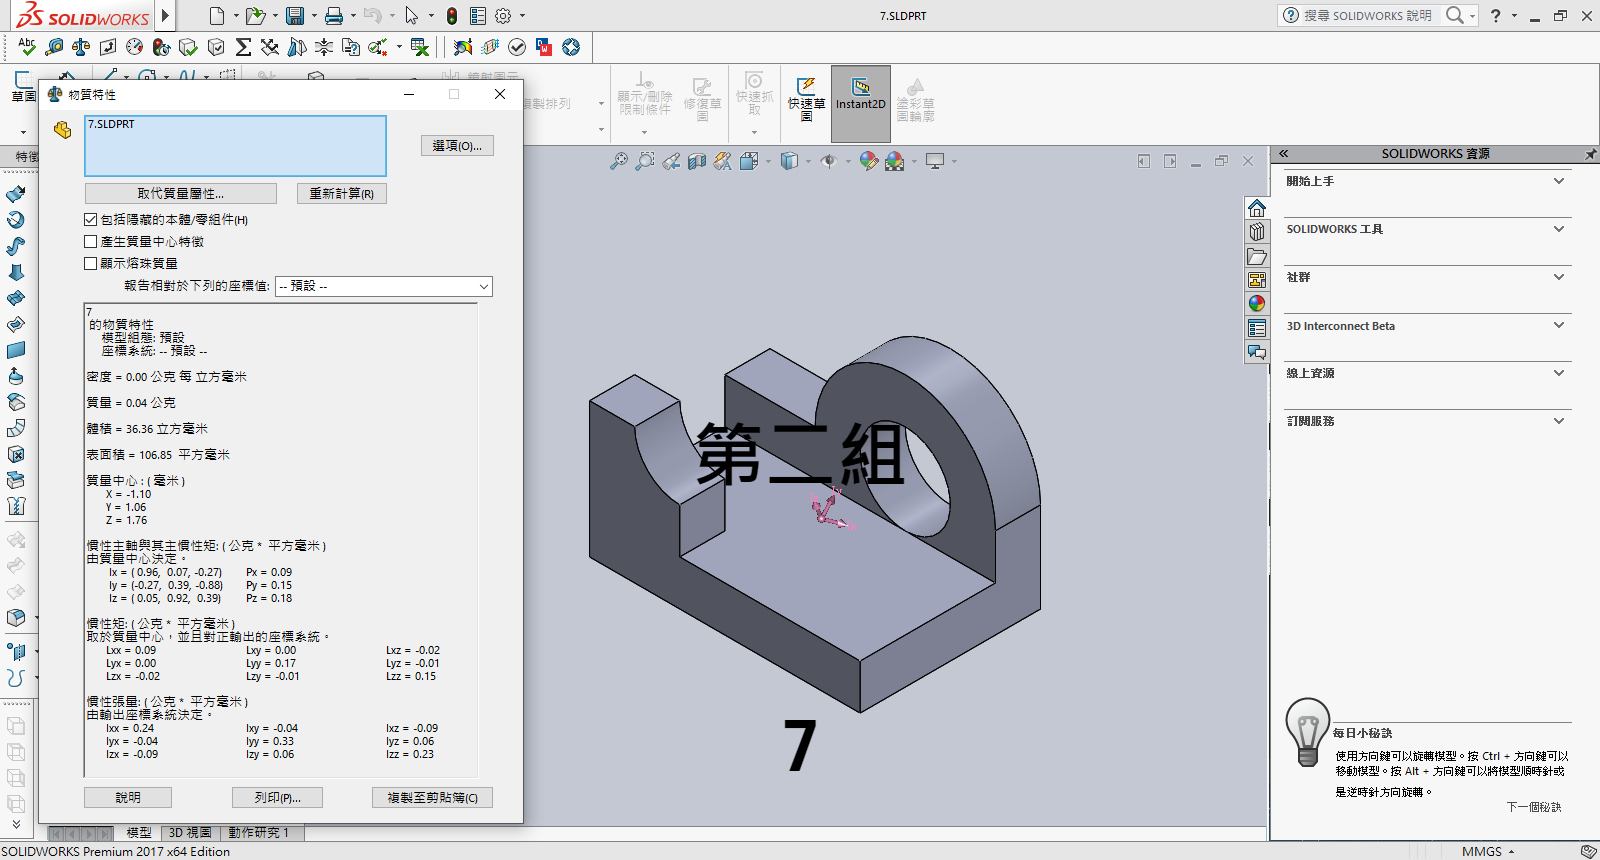 SOLIDWORKS
7.SLDPRT
搜尋 SOLIDWORKS 說明
草圖
複製排列
顯示/刪除限制條件
修復草圖
快速抓取
快速草圖
Instant2D
塗彩草圖輪廓
特徵
物質特性
7.SLDPRT
選項(O)...
取代質量屬性...
重新計算(R)
包括隱藏的本體/零組件(H)
產生質量中心特徵
顯示熔珠質量
報告相對於下列的座標值:
-- 預設 --
7
的物質特性
模型組態: 預設
座標系統: -- 預設 --
密度 = 0.00 公克 每 立方毫米
質量 = 0.04 公克
體積 = 36.36 立方毫米
表面積 = 106.85 平方毫米
質量中心 : ( 毫米 )
X = -1.10
Y = 1.06
Z = 1.76
慣性主軸與其主慣性矩: ( 公克 * 平方毫米 )
由質量中心決定。
Ix = ( 0.96, 0.07, -0.27) Px = 0.09
Iy = (-0.27, 0.39, -0.88) Py = 0.15
Iz = ( 0.05, 0.92, 0.39) Pz = 0.18
慣性矩: ( 公克 * 平方毫米 )
取於質量中心，並且對正輸出的座標系統。
Lxx = 0.09 Lxy = 0.00 Lxz = -0.02
Lyx = 0.00 Lyy = 0.17 Lyz = -0.01
Lzx = -0.02 Lzy = -0.01 Lzz = 0.15
慣性張量: ( 公克 * 平方毫米 )
由輸出座標系統決定。
Ixx = 0.24 Ixy = -0.04 Ixz = -0.09
Iyx = -0.04 Iyy = 0.33 Iyz = 0.06
Izx = -0.09 Izy = 0.06 Izz = 0.23
說明
列印(P)...
複製至剪貼簿(C)
第二組
7
SOLIDWORKS 資源
開始上手
SOLIDWORKS 工具
社群
3D Interconnect Beta
線上資源
訂閱服務
每日小秘訣
使用方向鍵可以旋轉模型。按 Ctrl + 方向鍵可以
移動模型。按 Alt + 方向鍵可以將模型順時針或
是逆時針方向旋轉。
下一個秘訣
模型
3D 視圖
動作研究 1
SOLIDWORKS Premium 2017 x64 Edition
MMGS